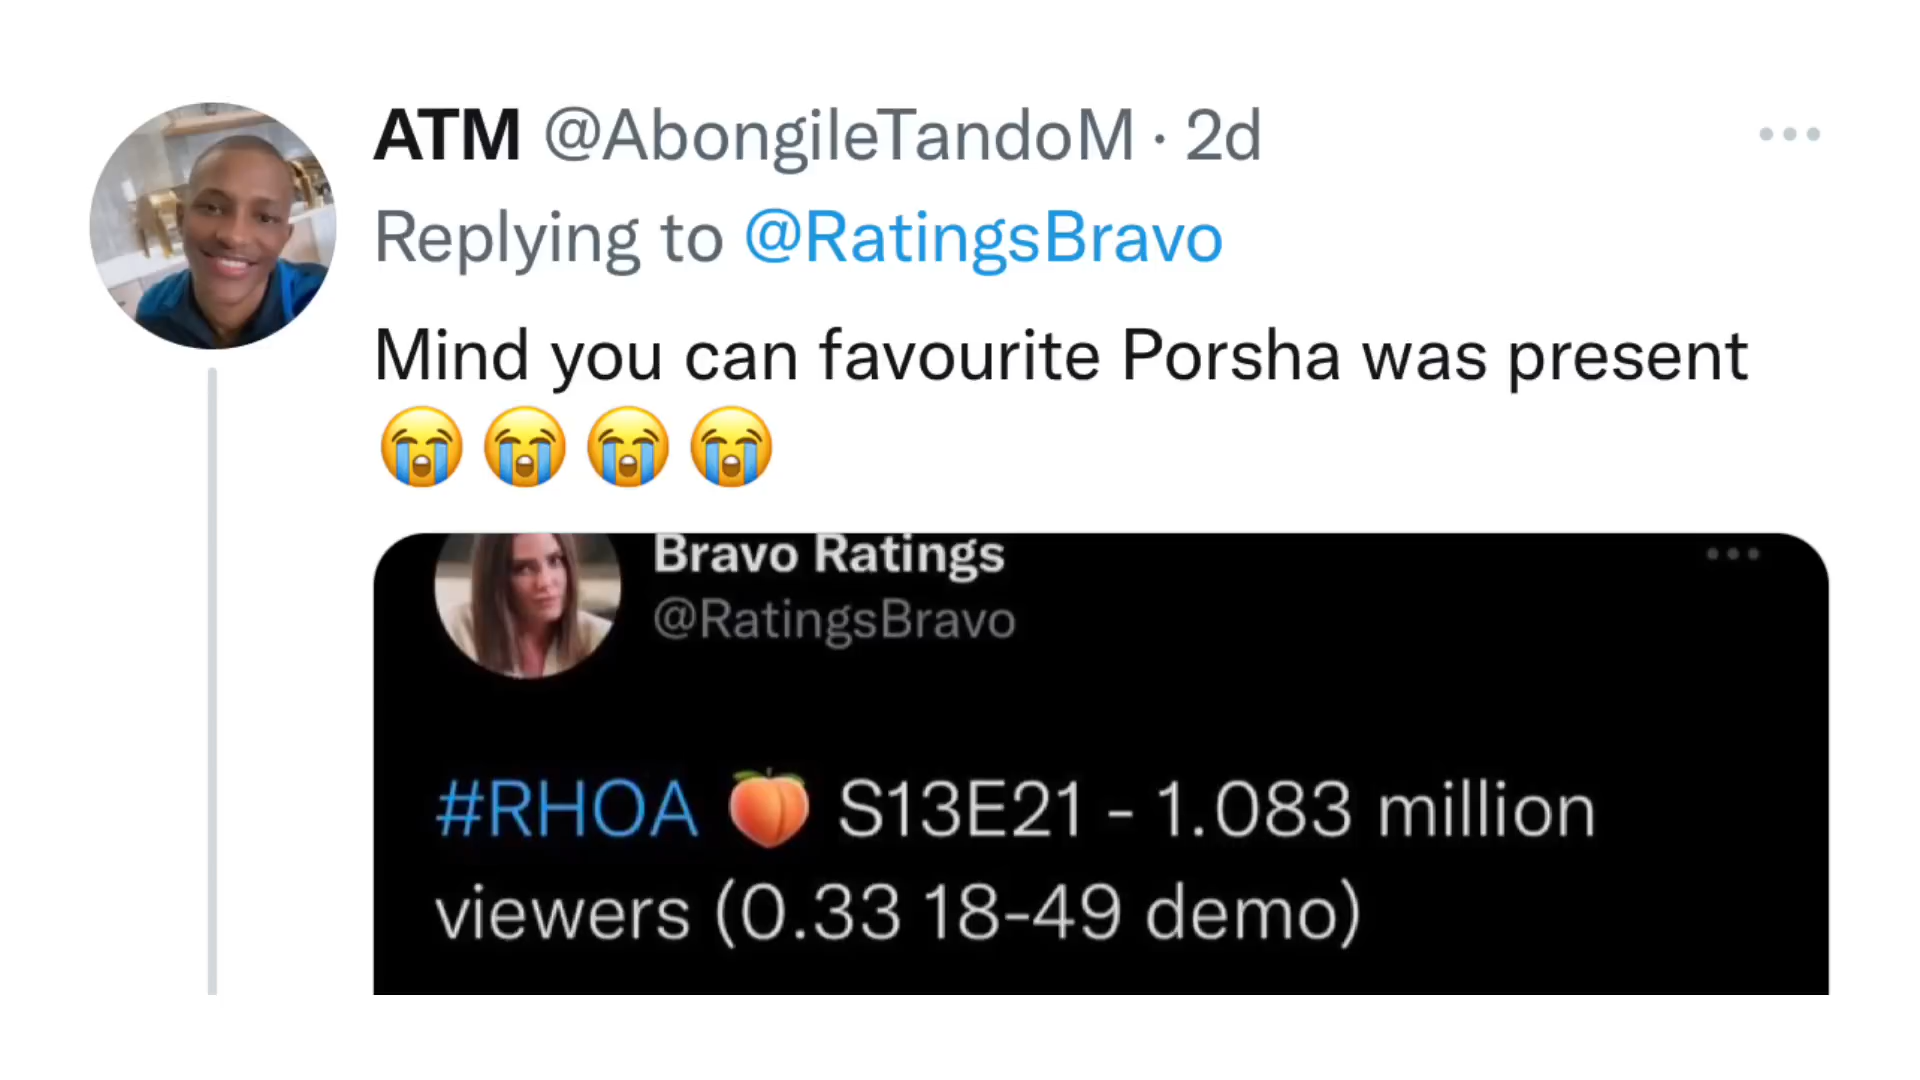 ATM @AbongileTandoM · 2d
Replying to @RatingsBravo
Mind you can favourite Porsha was present
😭😭😭😭
Bravo Ratings
@RatingsBravo
#RHOA 🍑 S13E21 - 1.083 million
viewers (0.33 18-49 demo)